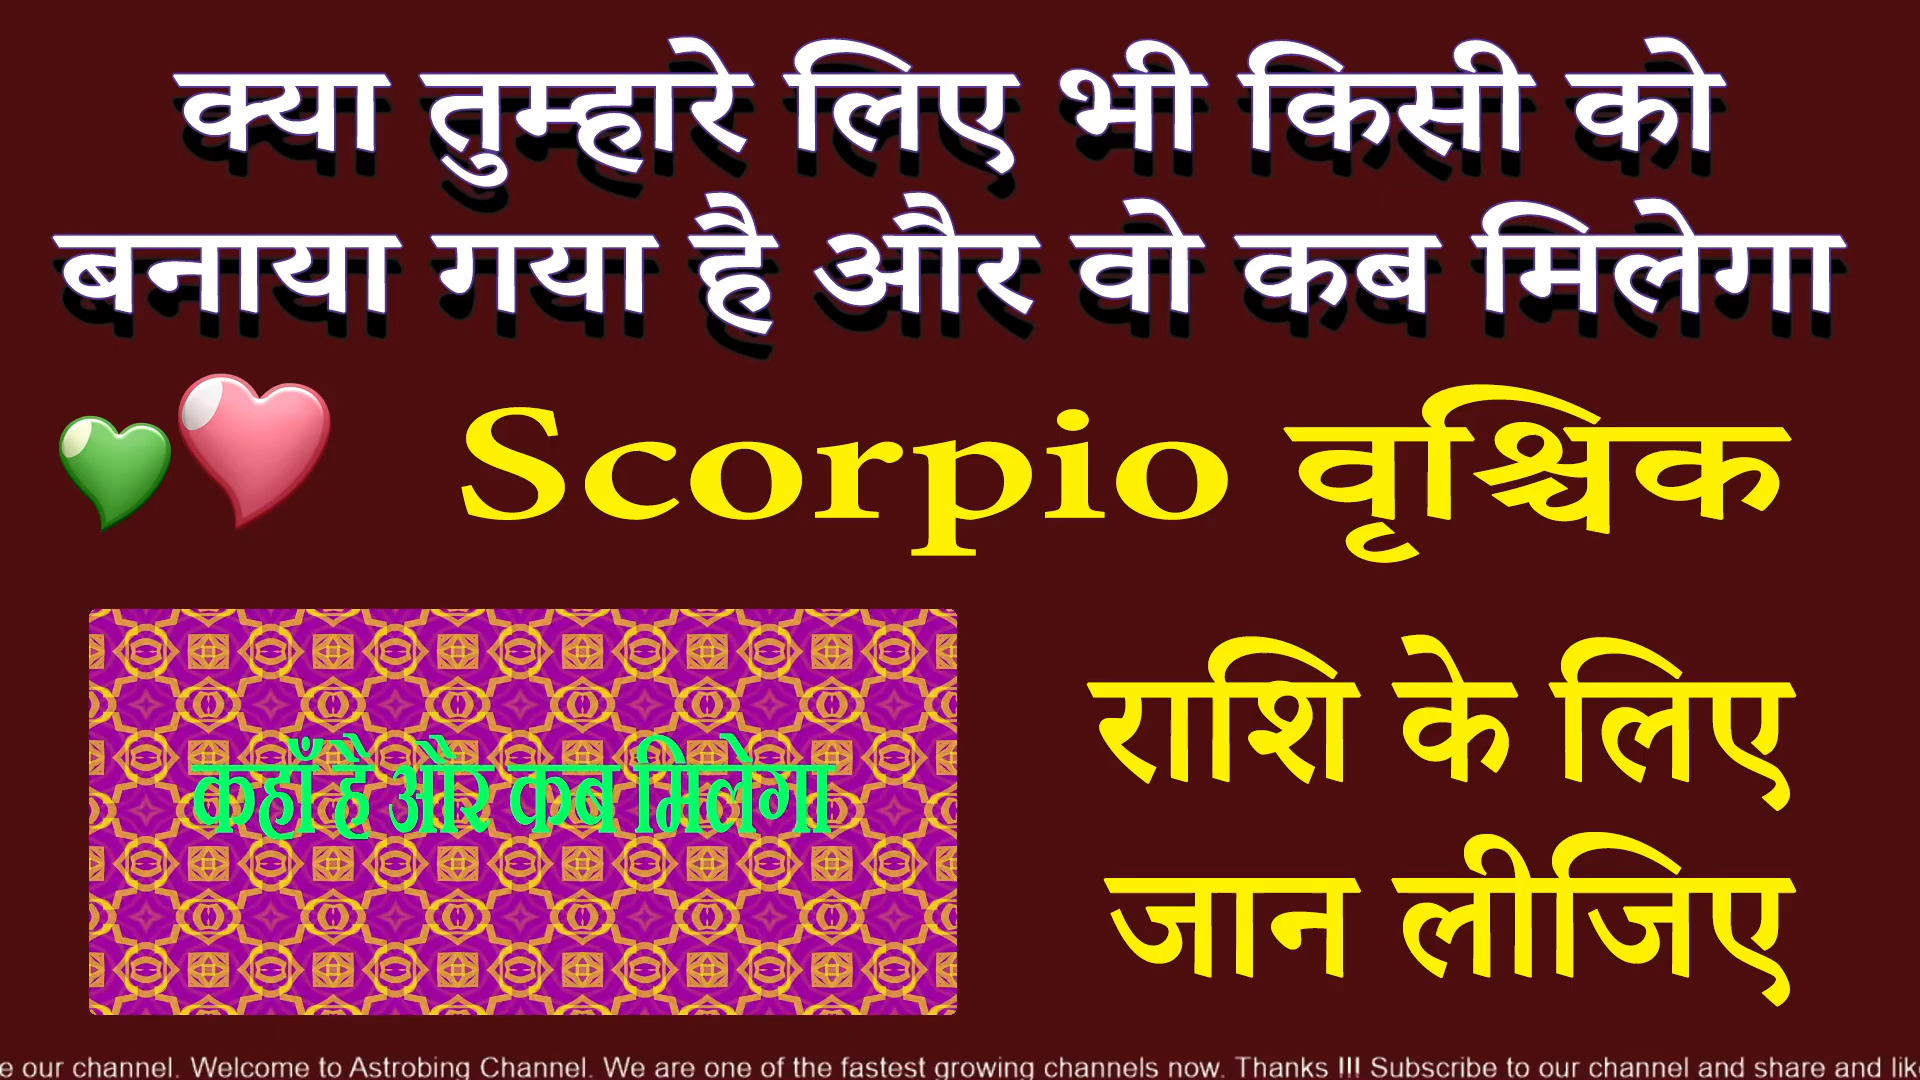 क्या तुम्हारे लिए भी किसी को
बनाया गया है और वो कब मिलेगा
Scorpio वृश्चिक
कहाँ है और कब मिलेगा
राशि के लिए
जान लीजिए
e our channel. Welcome to Astrobing Channel. We are one of the fastest growing channels now. Thanks !!! Subscribe to our channel and share and lik